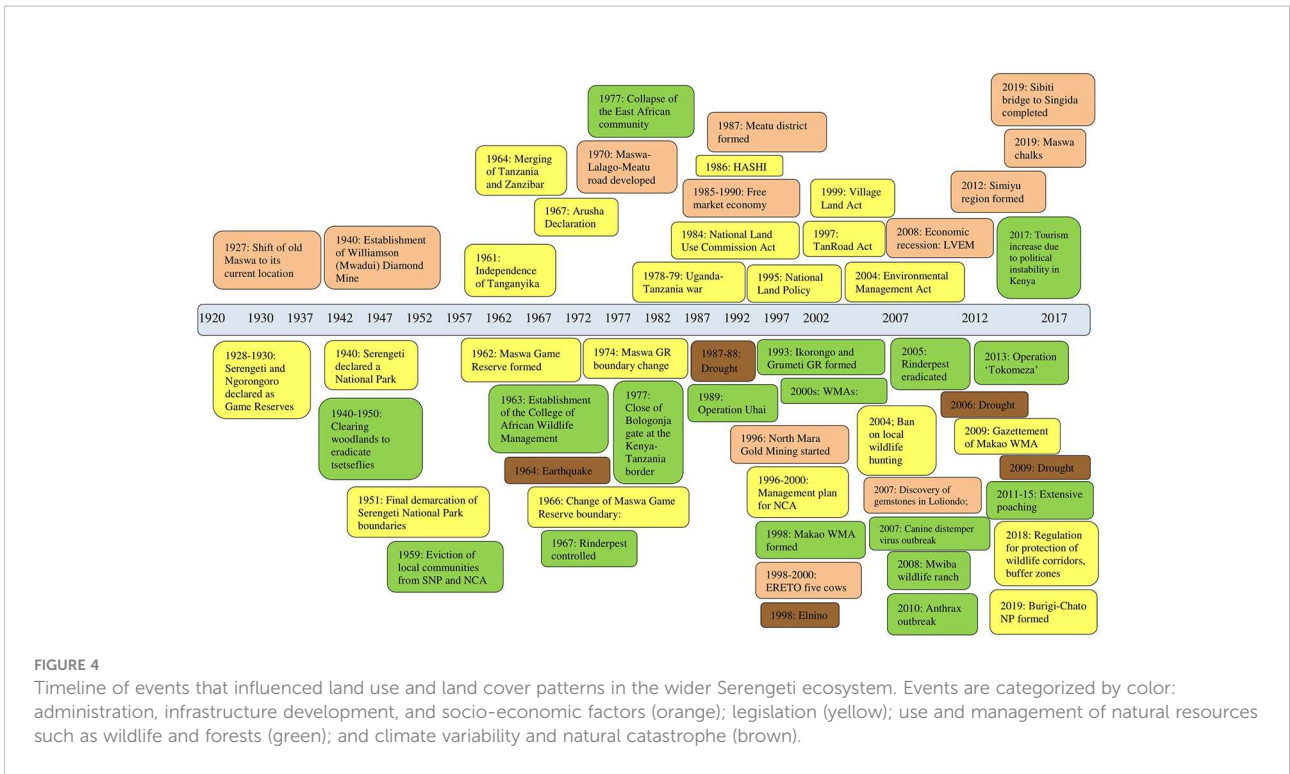 1977: Collapse of
the East African
community
2019: Sibiti
bridge to Singida
completed
1987: Meatu district
formed
2019: Maswa
chalks
1964: Merging
of Tanzania
and Zanzibar
1970: Maswa-
Lalago-Meatu
road developed
1986: HASHI
1985-1990: Free
market economy
2012: Simiyu
region formed
1967: Arusha
Declaration
1999: Village
Land Act
1927: Shift of old
Maswa to its
current location
1940: Establishment
of Williamson
(Mwadui) Diamond
Mine
1961:
Independence
of Tanganyika
1984: National Land
Use Commission Act
1997:
TanRoad Act
2008: Economic
recession: LVEM
2017: Tourism
increase due
to political
instability in
Kenya
1978-79: Uganda-
Tanzania war
1995: National
Land Policy
2004: Environmental
Management Act
1920 1930 1937 1942 1947 1952 1957 1962 1967 1972 1977 1982 1987 1992 1997 2002 2007 2012 2017
1928-1930:
Serengeti and
Ngorongoro
declared as
Game Reserves
1940: Serengeti
declared a
National Park
1962: Maswa Game
Reserve formed
1974: Maswa GR
boundary change
1987-88:
Drought
1993: Ikorongo and
Grumeti GR formed
2005:
Rinderpest
eradicated
2013: Operation
‘Tokomeza’
1940-1950:
Clearing
woodlands to
eradicate
tsetseflies
1963: Establishment
of the College of
African Wildlife
Management
1977:
Close of
Bologonja
gate at the
Kenya-
Tanzania
border
1989:
Operation Uhai
2000s: WMAs:
2006: Drought
1964: Earthquake
1996: North Mara
Gold Mining started
2004; Ban
on local
wildlife
hunting
2009: Gazettement
of Makao WMA
2009: Drought
1951: Final demarcation of
Serengeti National Park
boundaries
1966: Change of Maswa Game
Reserve boundary:
1996-2000:
Management plan
for NCA
2007: Discovery of
gemstones in Loliondo;
2011-15: Extensive
poaching
1959: Eviction of
local communities
from SNP and NCA
1967: Rinderpest
controlled
1998: Makao WMA
formed
2007: Canine distemper
virus outbreak
2018: Regulation
for protection of
wildlife corridors,
buffer zones
1998-2000:
ERETO five cows
2008: Mwiba
wildlife ranch
1998: Elnino
2010: Anthrax
outbreak
2019: Burigi-Chato
NP formed
FIGURE 4
Timeline of events that influenced land use and land cover patterns in the wider Serengeti ecosystem. Events are categorized by color:
administration, infrastructure development, and socio-economic factors (orange); legislation (yellow); use and management of natural resources
such as wildlife and forests (green); and climate variability and natural catastrophe (brown).